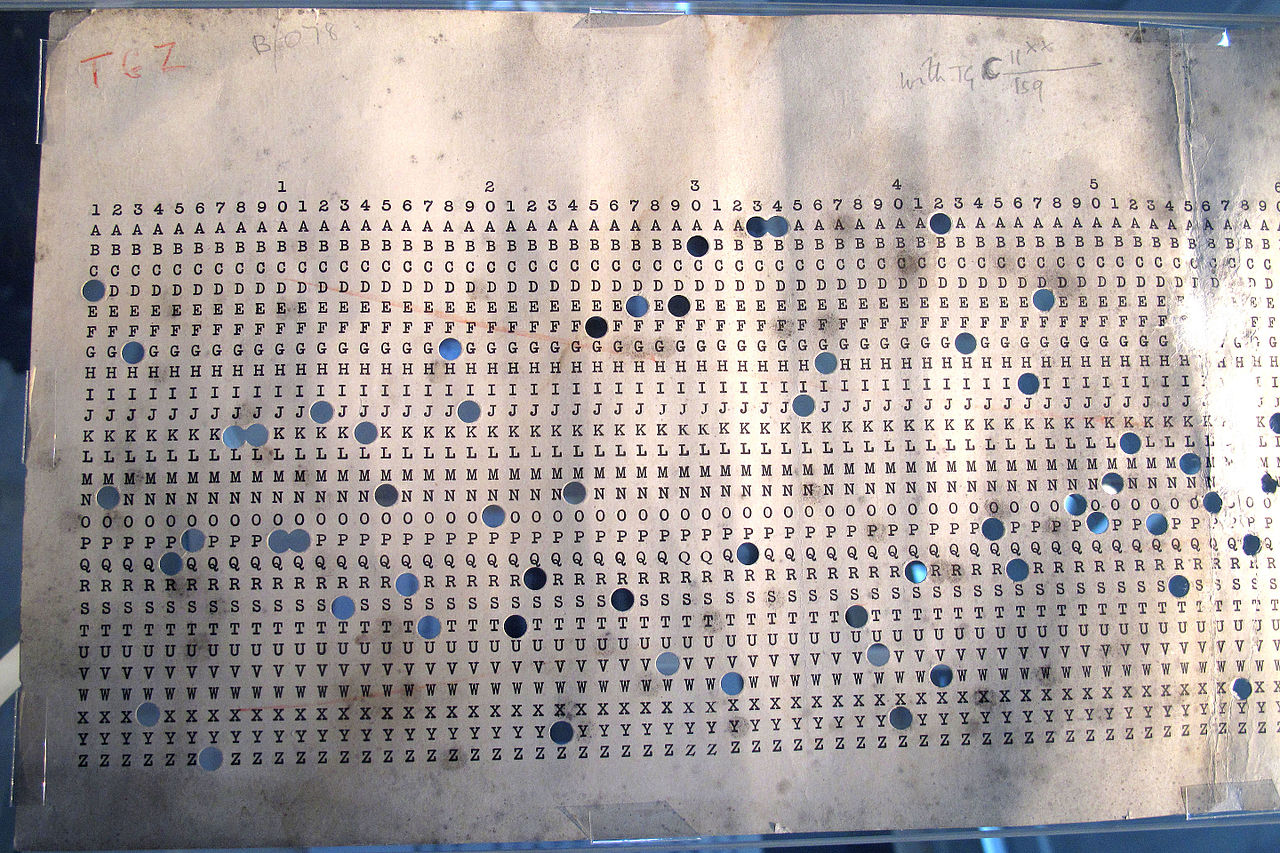 TGZ B/078
with TGC 11xx
159
1 2 3 4 5 6
1 2 3 4 5 6 7 8 9 0 1 2 3 4 5 6 7 8 9 0 1 2 3 4 5 6 7 8 9 0 1 2 3 4 5 6 7 8 9 0 1 2 3 4 5 6 7 8 9 0 1 2 3 4 5 6 7 8 9 0
A A A A A A A A A A A A A A A A A A A A A A A A A A A A A A A A A A A A A A A A A A A A A A A A A A A A A A A A
B B B B B B B B B B B B B B B B B B B B B B B B B B B B B B B B B B B B B B B B B B B B B B B B B B B B B B B B B B
C C C C C C C C C C C C C C C C C C C C C C C C C C C C C C C C C C C C C C C C C C C C C C C C C C C C C C C C C C C
D D D D D D D D D D D D D D D D D D D D D D D D D D D D D D D D D D D D D D D D D D D D D D D D D D D D D D D D D D
E E E E E E E E E E E E E E E E E E E E E E E E E E E E E E E E E E E E E E E E E E E E E E E E E E E E E E E E
F F F F F F F F F F F F F F F F F F F F F F F F F F F F F F F F F F F F F F F F F F F F F F F F F F F F F F F F F
G G G G G G G G G G G G G G G G G G G G G G G G G G G G G G G G G G G G G G G G G G G G G G G G G G G G
H H H H H H H H H H H H H H H H H H H H H H H H H H H H H H H H H H H H H H H H H H H H H H H H H H H H H H
I I I I I I I I I I I I I I I I I I I I I I I I I I I I I I I I I I I I I I I I I I I I I I I I I I I I I I
J J J J J J J J J J J J J J J J J J J J J J J J J J J J J J J J J J J J J J J J J J J J J J J J J J J J
K K K K K K K K K K K K K K K K K K K K K K K K K K K K K K K K K K K K K K K K K K K K K K K K K K K K
L L L L L L L L L L L L L L L L L L L L L L L L L L L L L L L L L L L L L L L L L L L L L L L L L L L L L L
M M M M M M M M M M M M M M M M M M M M M M M M M M M M M M M M M M M M M M M M M M M M M M M M M M M M M M
N N N N N N N N N N N N N N N N N N N N N N N N N N N N N N N N N N N N N N N N N N N N N N N N N N N
O O O O O O O O O O O O O O O O O O O O O O O O O O O O O O O O O O O O O O O O O O O O O O O O O O O O O
P P P P P P P P P P P P P P P P P P P P P P P P P P P P P P P P P P P P P P P P P P P P P P P P P P
Q Q Q Q Q Q Q Q Q Q Q Q Q Q Q Q Q Q Q Q Q Q Q Q Q Q Q Q Q Q Q Q Q Q Q Q Q Q Q Q Q Q Q Q Q Q Q Q Q Q Q Q Q Q
R R R R R R R R R R R R R R R R R R R R R R R R R R R R R R R R R R R R R R R R R R R R R R R R R R R R R
S S S S S S S S S S S S S S S S S S S S S S S S S S S S S S S S S S S S S S S S S S S S S S S S S S S S S S
T T T T T T T T T T T T T T T T T T T T T T T T T T T T T T T T T T T T T T T T T T T T T T T T T T T T T
U U U U U U U U U U U U U U U U U U U U U U U U U U U U U U U U U U U U U U U U U U U U U U U U U U U U U U U U
V V V V V V V V V V V V V V V V V V V V V V V V V V V V V V V V V V V V V V V V V V V V V V V V V V V V V V V
W W W W W W W W W W W W W W W W W W W W W W W W W W W W W W W W W W W W W W W W W W W W W W W W W W W W W W W
X X X X X X X X X X X X X X X X X X X X X X X X X X X X X X X X X X X X X X X X X X X X X X X X X X X X X X X
Y Y Y Y Y Y Y Y Y Y Y Y Y Y Y Y Y Y Y Y Y Y Y Y Y Y Y Y Y Y Y Y Y Y Y Y Y Y Y Y Y Y Y Y Y Y Y Y Y Y Y Y Y Y Y Y
Z Z Z Z Z Z Z Z Z Z Z Z Z Z Z Z Z Z Z Z Z Z Z Z Z Z Z Z Z Z Z Z Z Z Z Z Z Z Z Z Z Z Z Z Z Z Z Z Z Z Z Z Z Z Z Z Z